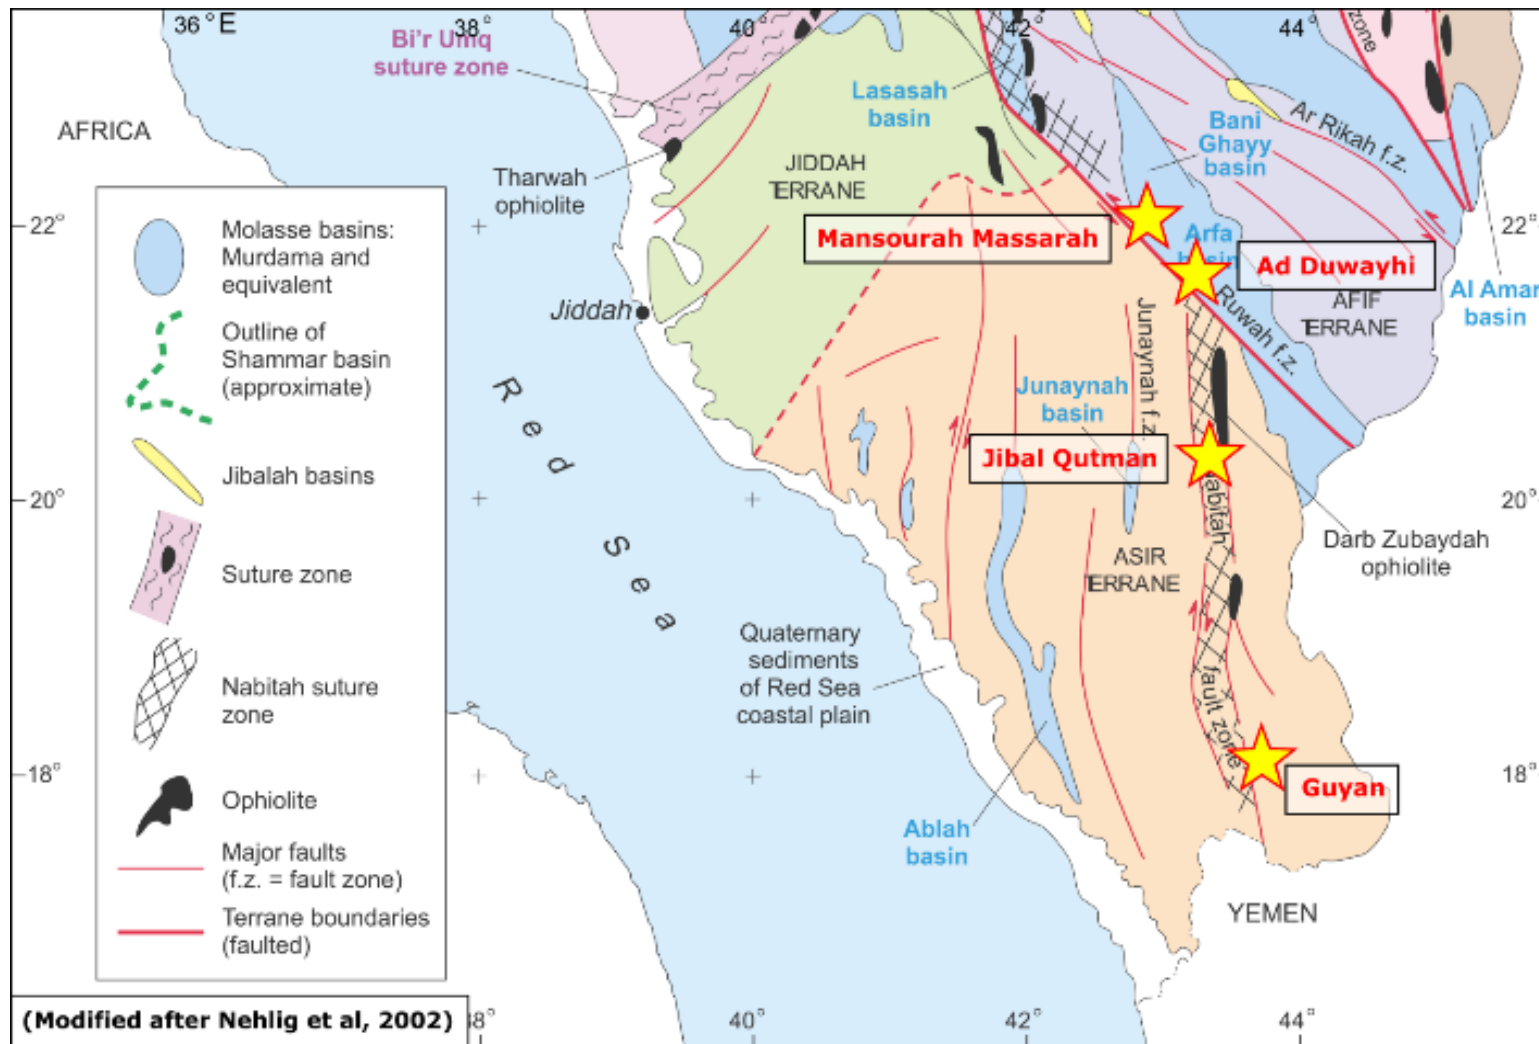 36°E
38°
40°
42°
44°
Bi'r Umq
suture zone
AFRICA
Lasasah
basin
Bani
Ghayy
basin
Ar Rikah f.z.
zone
Tharwah
ophiolite
JIDDAH
TERRANE
22°
22°
Mansourah Massarah
Arfa
basin
Ad Duwayhi
Ruwah f.z.
AFIF
TERRANE
Al Amar
basin
Jiddah
Junaynah f.z.
Junaynah
basin
Red Sea
Jibal Qutman
20°
20°
Nabitah
fault zone
Darb Zubaydah
ophiolite
ASIR
TERRANE
Quaternary
sediments
of Red Sea
coastal plain
18°
18°
Guyan
Ablah
basin
YEMEN
Molasse basins:
Murdama and
equivalent
Outline of
Shammar basin
(approximate)
Jibalah basins
Suture zone
Nabitah suture
zone
Ophiolite
Major faults
(f.z. = fault zone)
Terrane boundaries
(faulted)
(Modified after Nehlig et al, 2002)
38°
40°
42°
44°